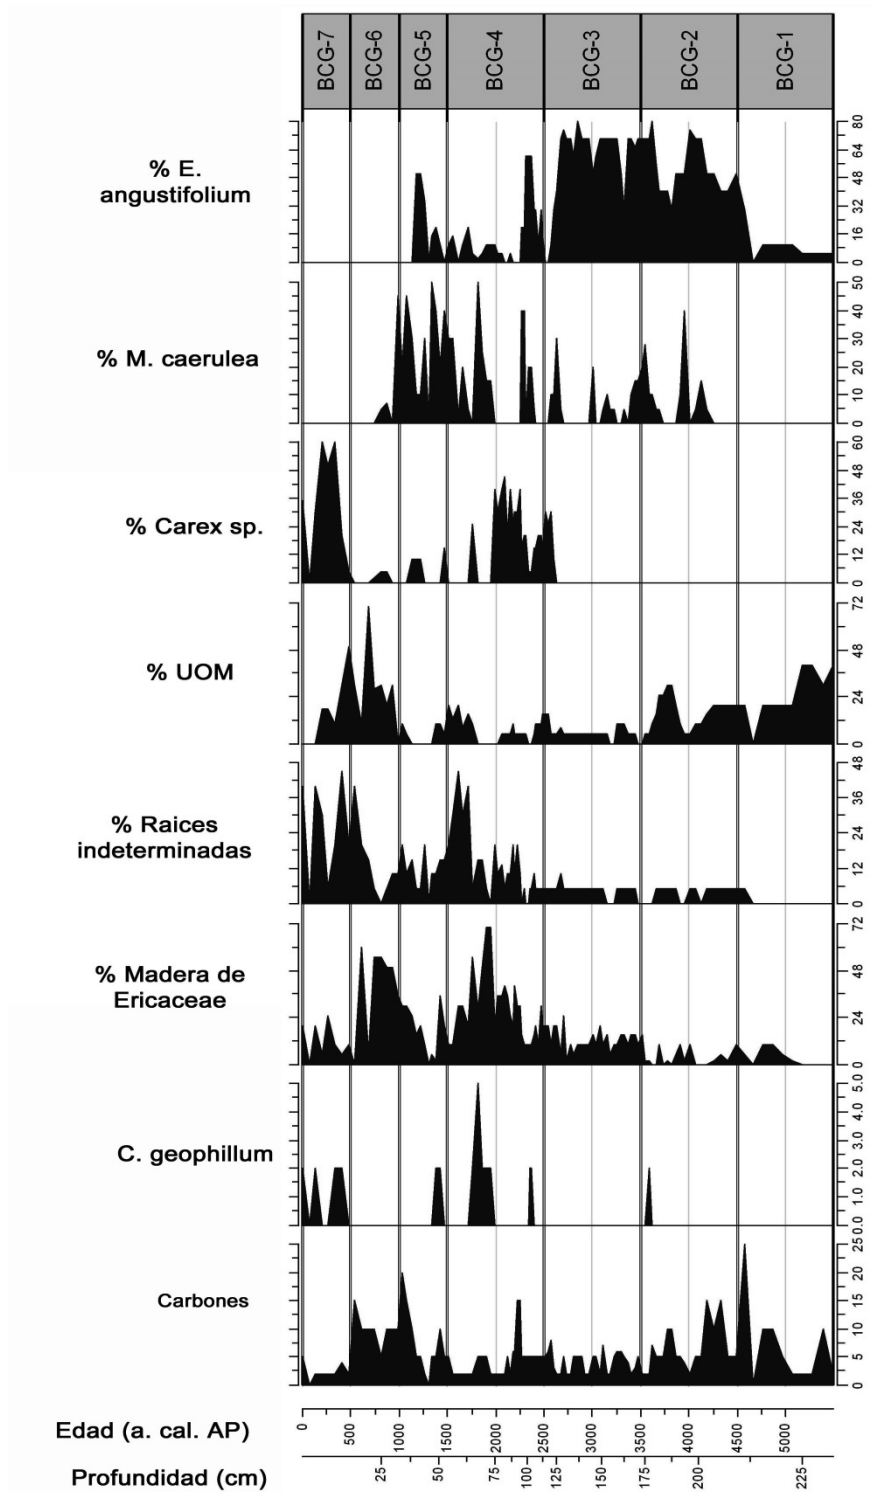 BCG-7 BCG-6 BCG-5 BCG-4 BCG-3 BCG-2 BCG-1
% E.
angustifolium
0 16 32 48 64 80
% M. caerulea
0 10 20 30 40 50
% Carex sp.
0 12 24 36 48 60
% UOM
0 24 48 72
% Raices
indeterminadas
0 12 24 36 48
% Madera de
Ericaceae
0 24 48 72
C. geophillum
0.0 1.0 2.0 3.0 4.0 5.0
Carbones
0 5 10 15 20 25
Edad (a. cal. AP)
0 500 1000 1500 2000 2500 3000 3500 4000 4500 5000
Profundidad (cm)
25 50 75 100 125 150 175 200 225